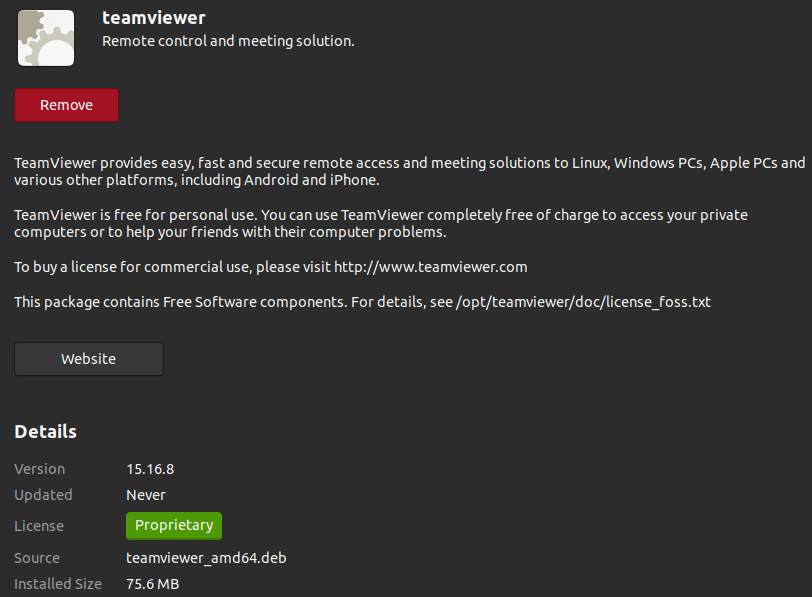 teamviewer
Remote control and meeting solution.
Remove
TeamViewer provides easy, fast and secure remote access and meeting solutions to Linux, Windows PCs, Apple PCs and
various other platforms, including Android and iPhone.
TeamViewer is free for personal use. You can use TeamViewer completely free of charge to access your private
computers or to help your friends with their computer problems.
To buy a license for commercial use, please visit http://www.teamviewer.com
This package contains Free Software components. For details, see /opt/teamviewer/doc/license_foss.txt
Website
Details
Version 15.16.8
Updated Never
License Proprietary
Source teamviewer_amd64.deb
Installed Size 75.6 MB